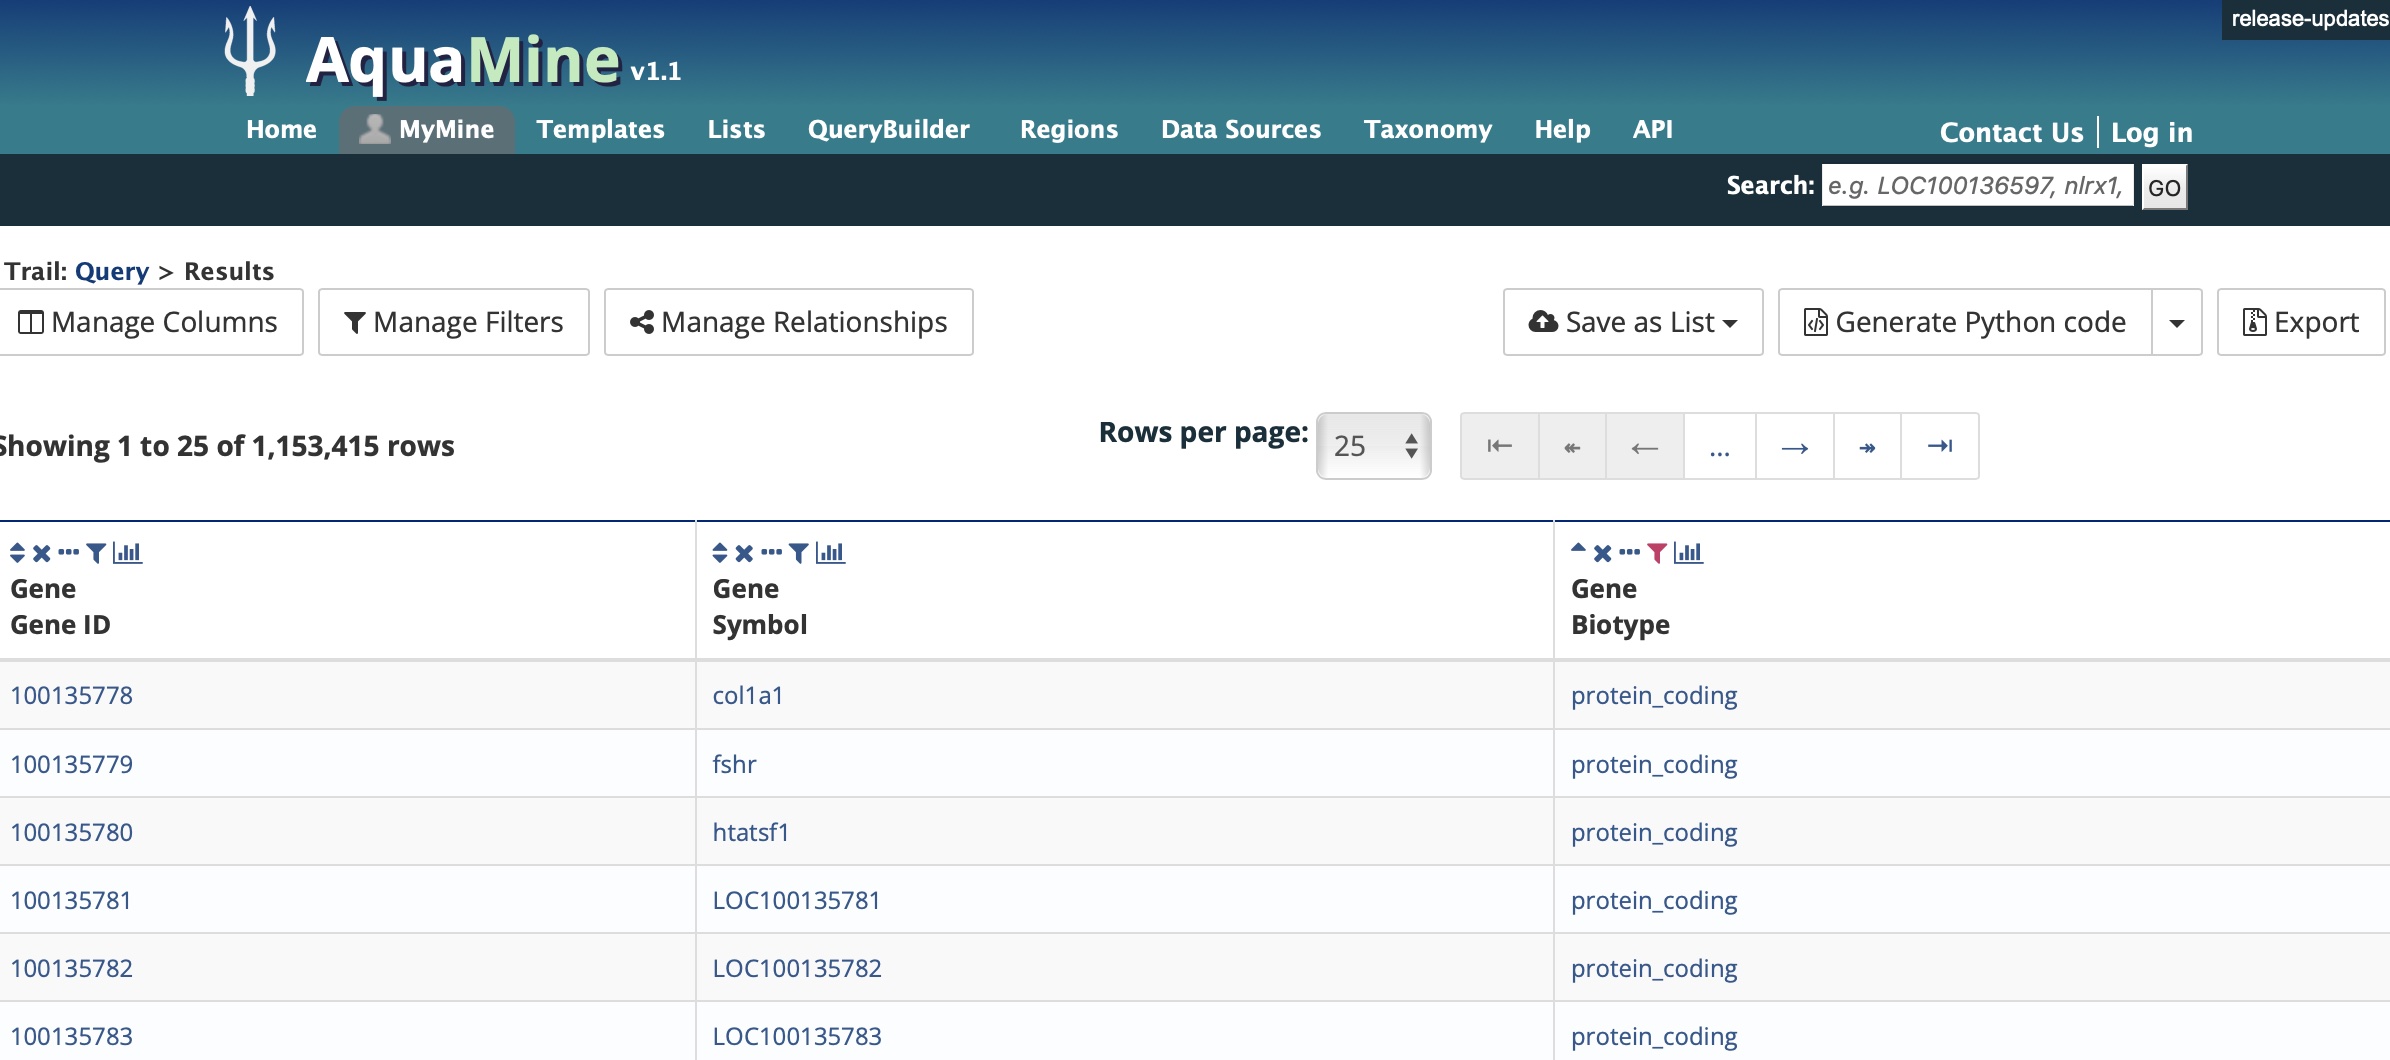 release-updates
AquaMine v1.1
Home MyMine Templates Lists QueryBuilder Regions Data Sources Taxonomy Help API Contact Us Log in
Search: e.g. LOC100136597, nlrx1, GO
Trail: Query > Results
Manage Columns Manage Filters Manage Relationships Save as List Generate Python code Export
Showing 1 to 25 of 1,153,415 rows Rows per page: 25 ...
Gene Gene Gene
Gene ID Symbol Biotype
100135778 col1a1 protein_coding
100135779 fshr protein_coding
100135780 htatsf1 protein_coding
100135781 LOC100135781 protein_coding
100135782 LOC100135782 protein_coding
100135783 LOC100135783 protein_coding